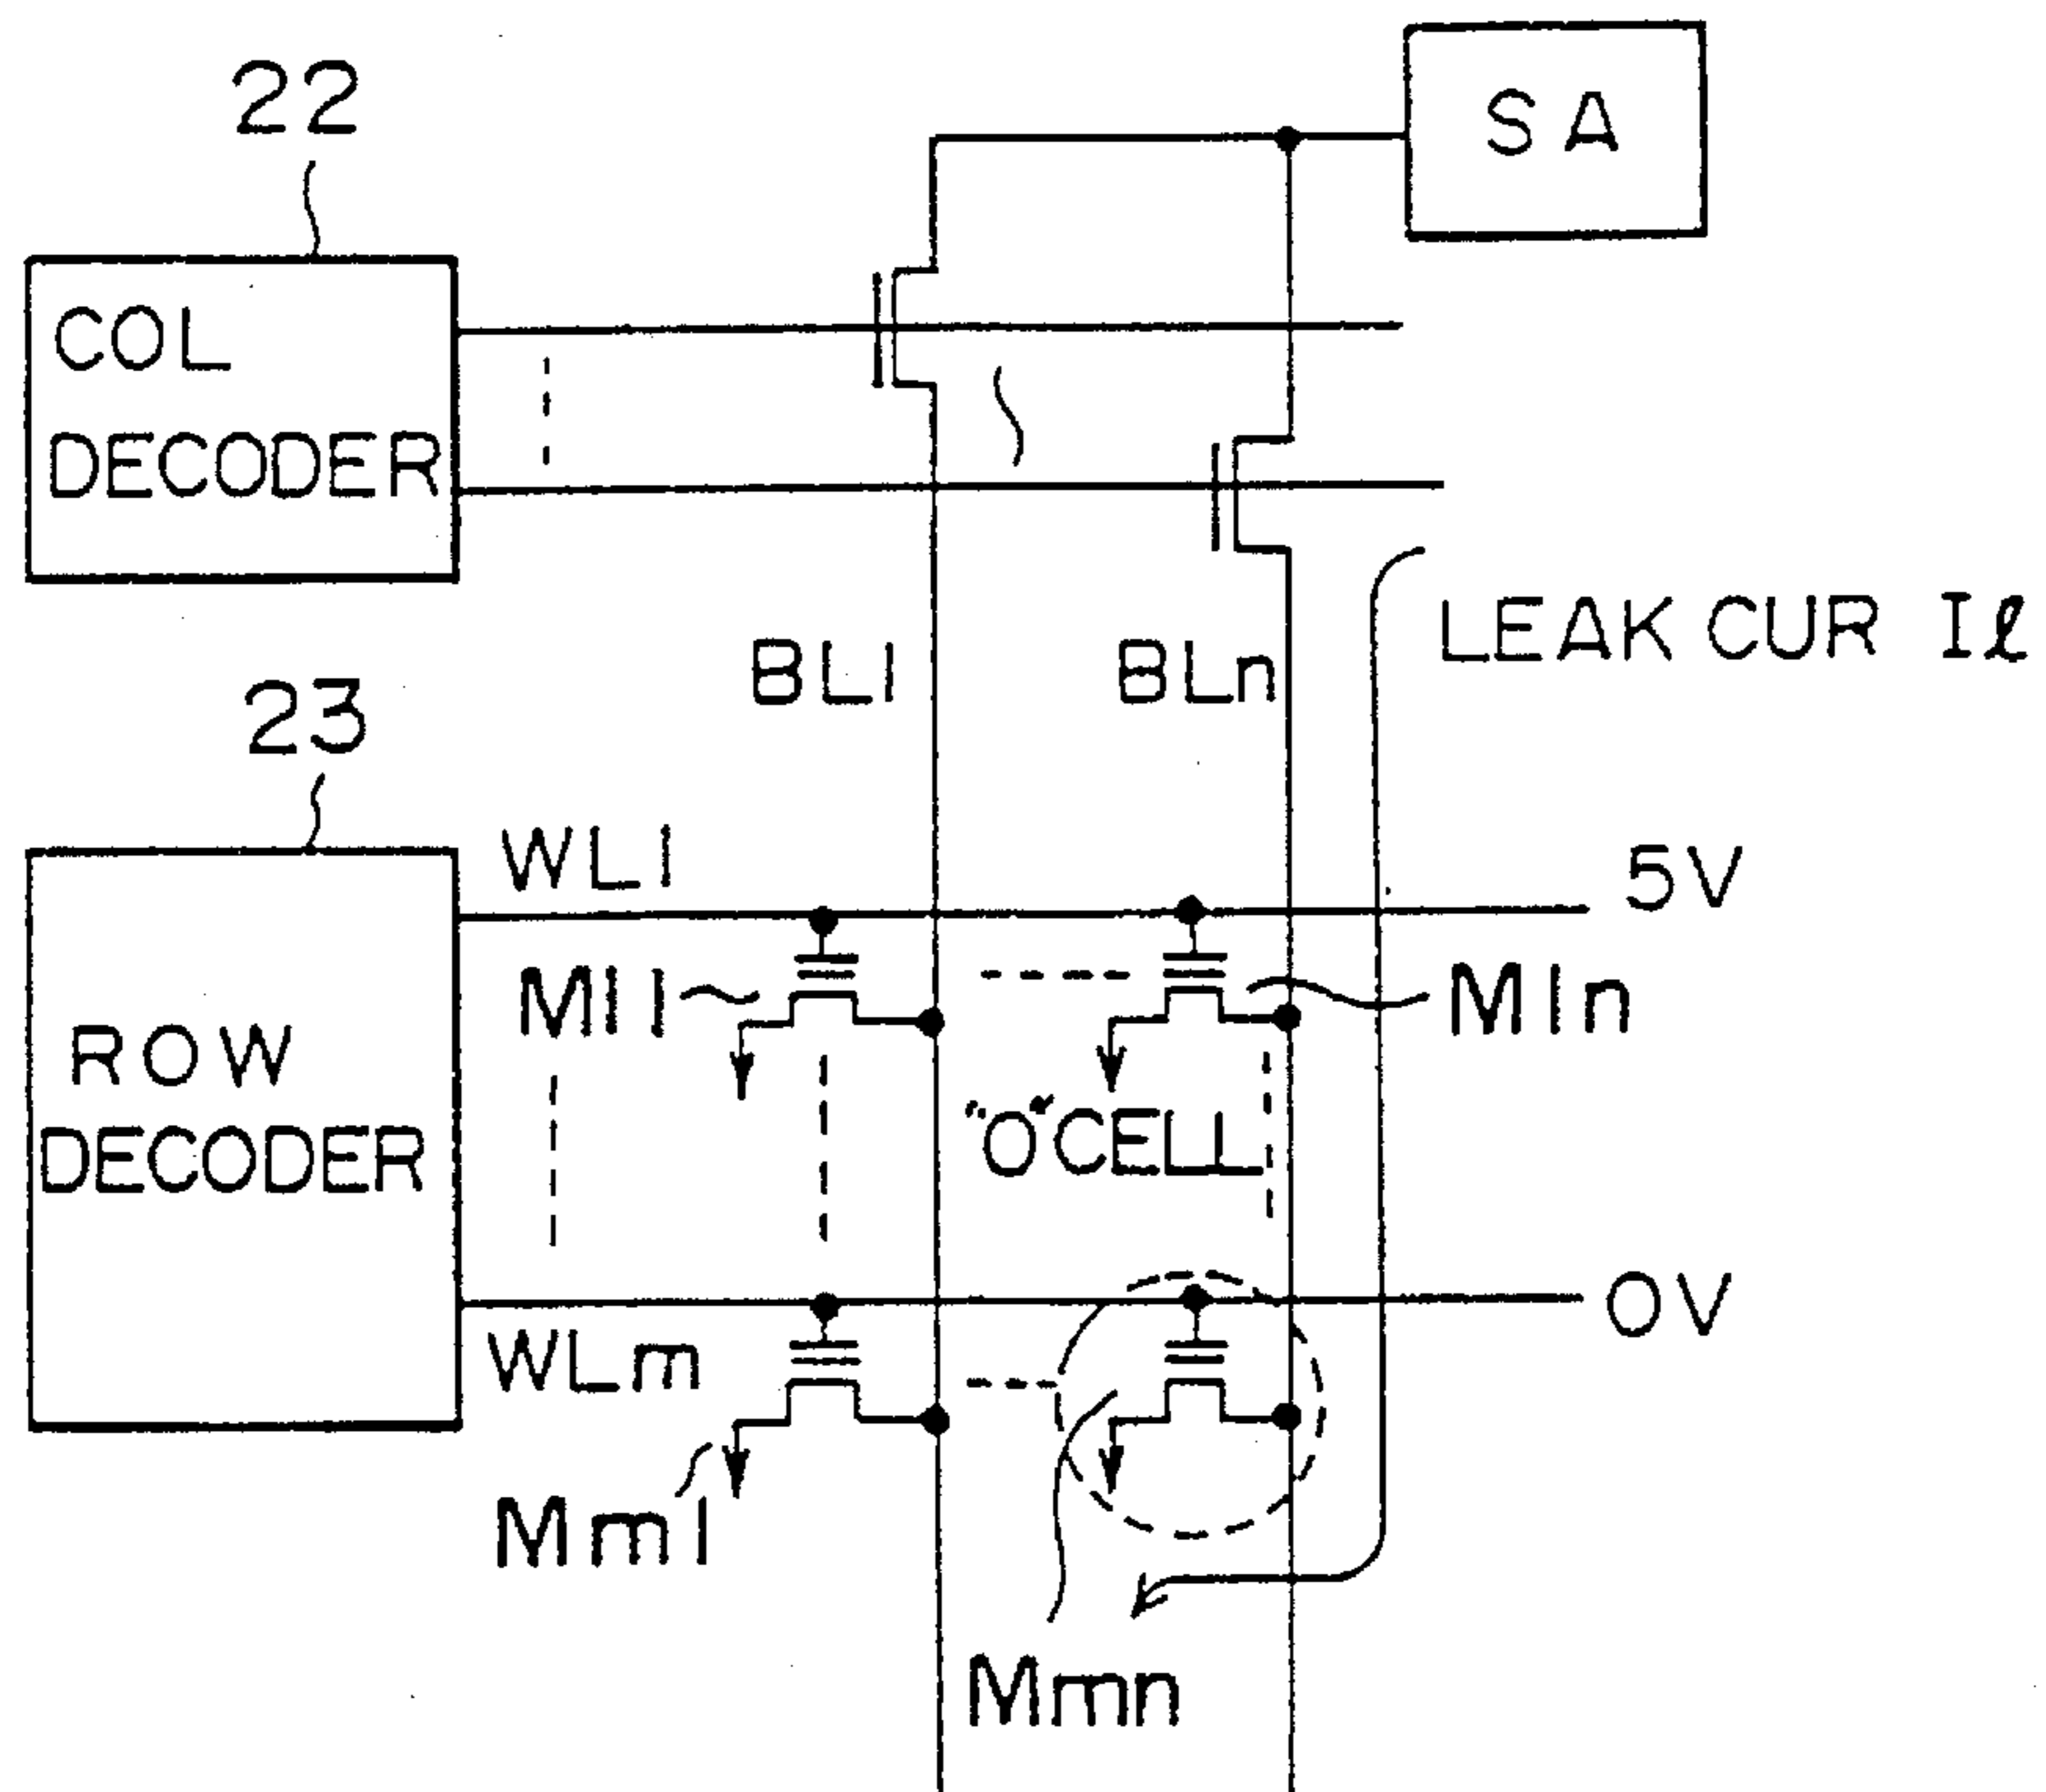 22
SA
COL
DECODER
LEAK CUR Iℓ
BL1
BLn
23
WL1
5V
M11
M1n
ROW
DECODER
"0" CELL
0V
WLm
Mm1
Mmn